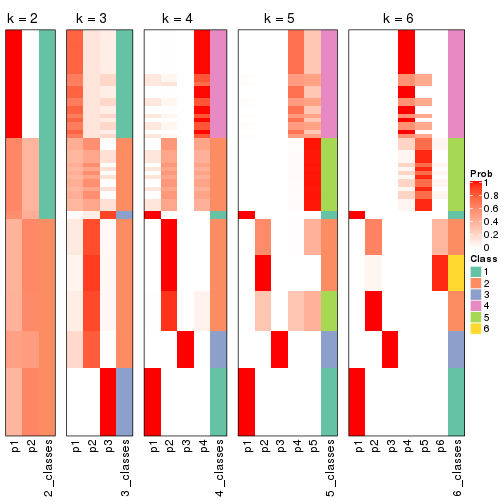 k = 2
k = 3
k = 4
k = 5
k = 6
Prob
1
0.8
0.6
0.4
0.2
0
Class
1
2
3
4
5
6
p1
p2
2_classes
p1
p2
p3
3_classes
p1
p2
p3
p4
4_classes
p1
p2
p3
p4
p5
5_classes
p1
p2
p3
p4
p5
p6
6_classes